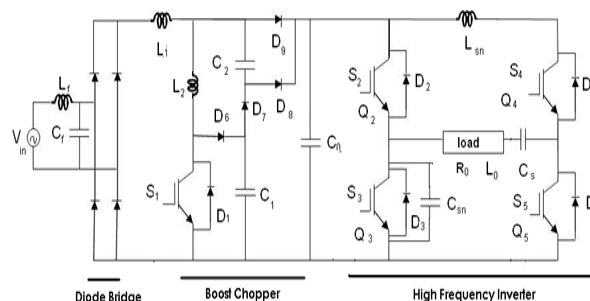 L1 C2 D9 Lsn
Lf L2 D2 S4 D
D6 D7 D8 S2 Q4
Vin Cf Q2 load
Cn R0 L0 Cs
S1 D1 C1 S3 D3 Csn S5 D
Q3 Q5
Diode Bridge Boost Chopper High Frequency Inverter